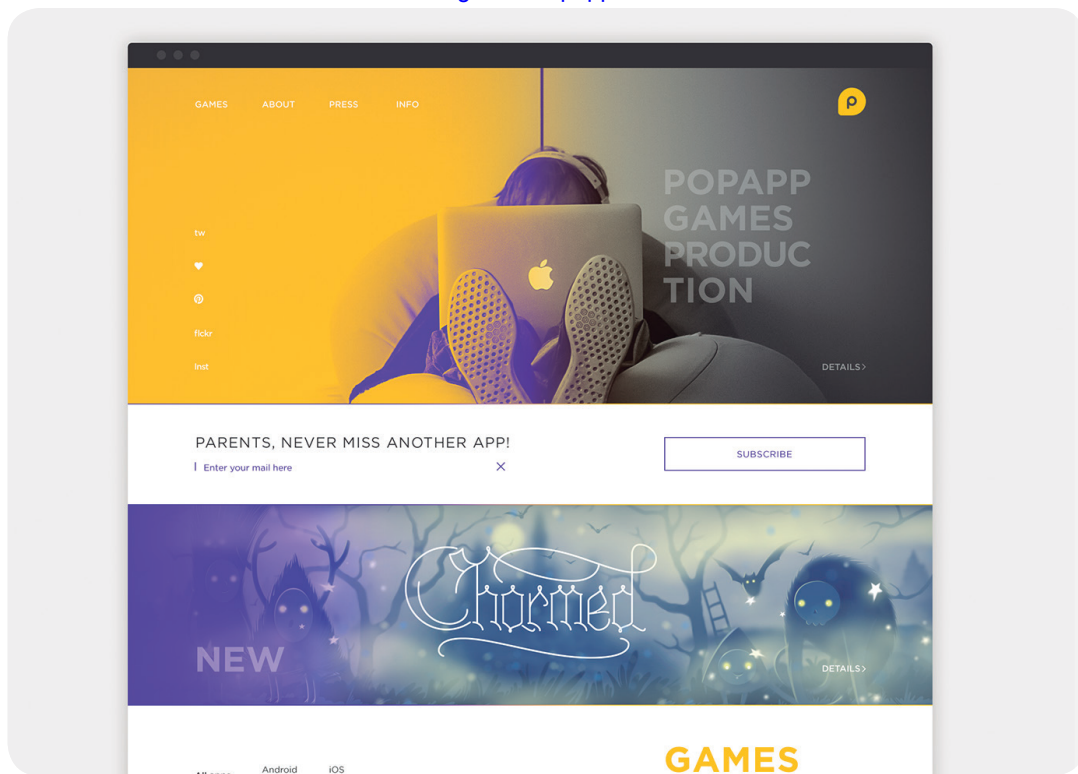 GAMES ABOUT PRESS INFO
p
POPAPP
GAMES
PRODUC
TION
tw
flckr
Inst
DETAILS>
PARENTS, NEVER MISS ANOTHER APP!
Enter your mail here
SUBSCRIBE
Charmed
NEW
DETAILS>
GAMES
Android iOS